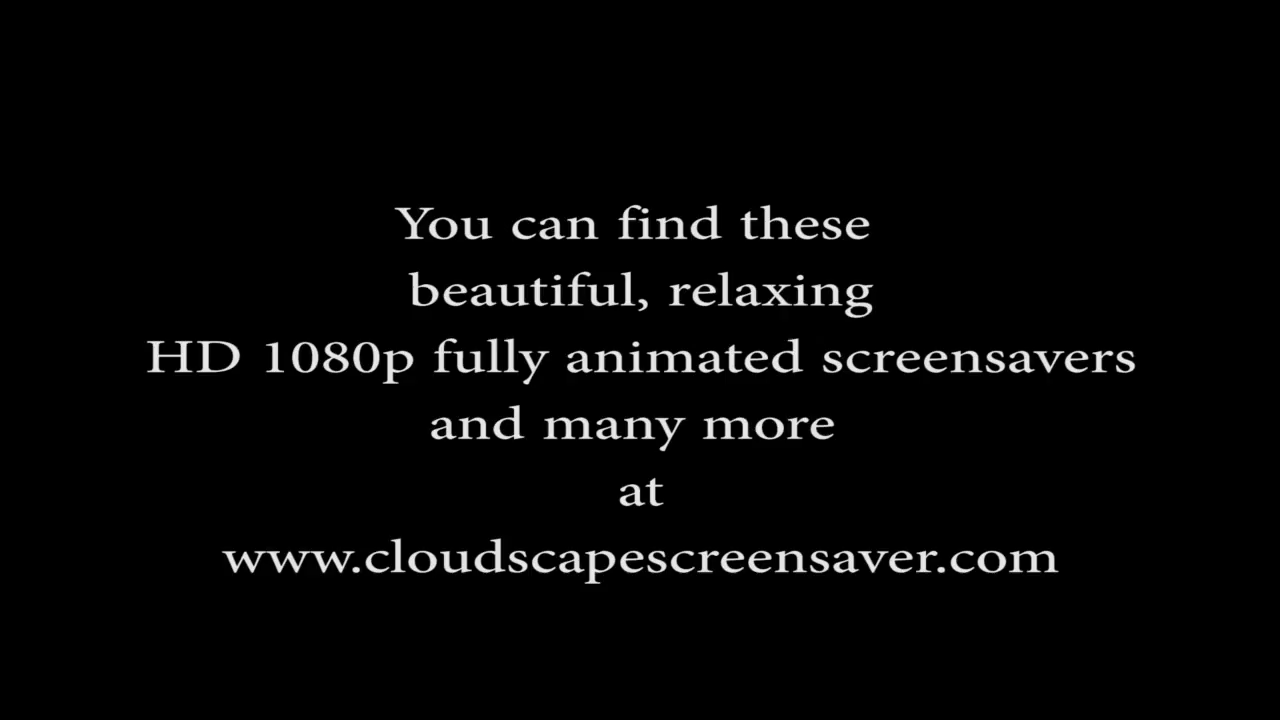 You can find these
beautiful, relaxing
HD 1080p fully animated screensavers
and many more
at
www.cloudscapescreensaver.com